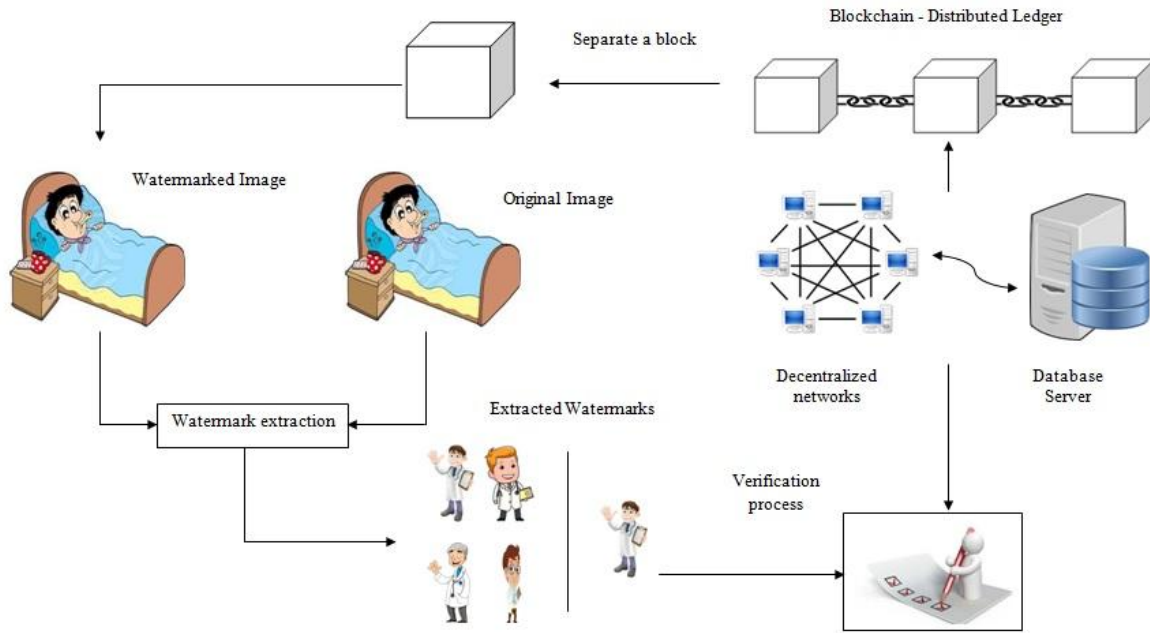 Blockchain - Distributed Ledger
Separate a block
Watermarked Image
Original Image
Decentralized
networks
Database
Server
Watermark extraction
Extracted Watermarks
Verification
process